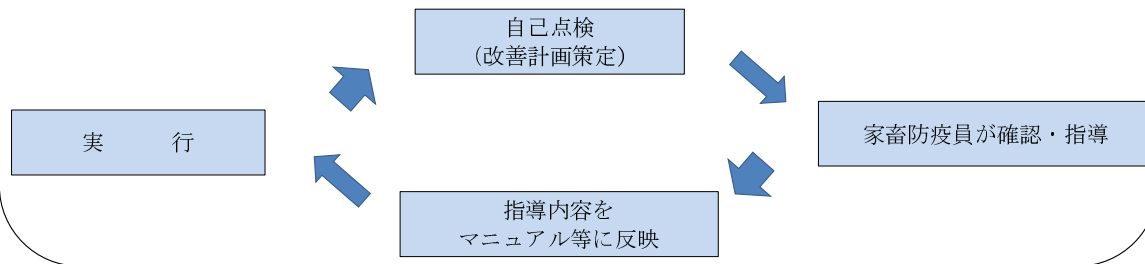 自己点検
（改善計画策定）
実　　　行
家畜防疫員が確認・指導
指導内容を
マニュアル等に反映